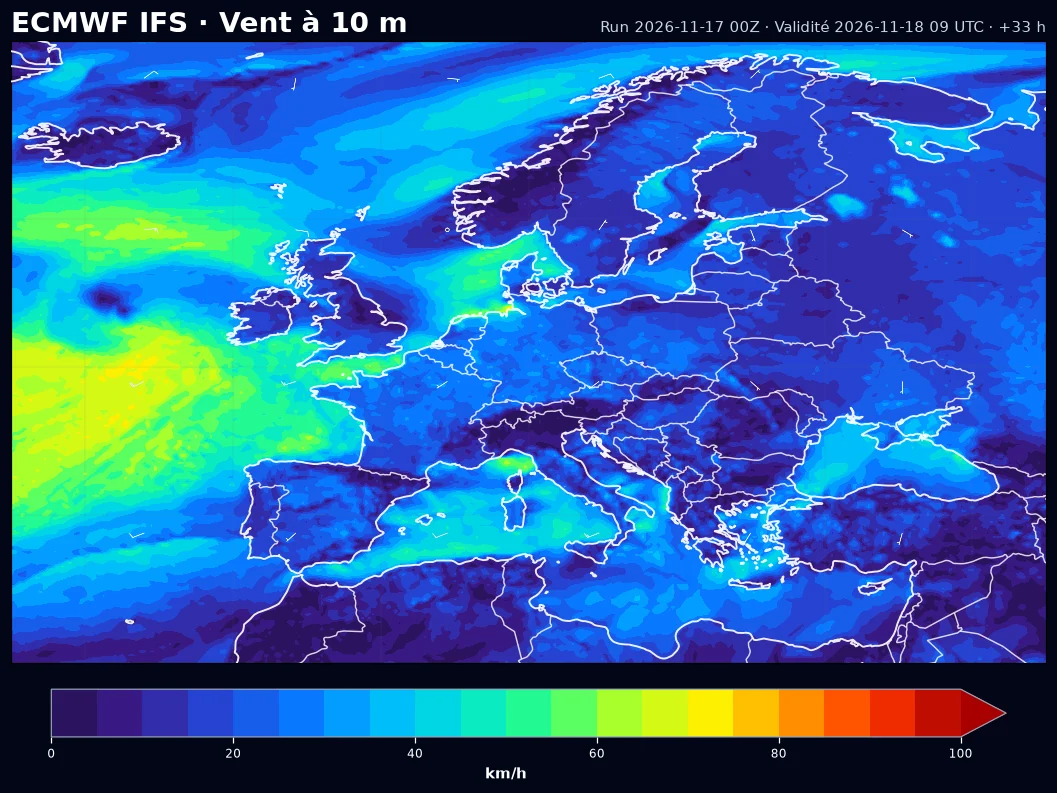 ECMWF IFS · Vent à 10 m
Run 2026-11-17 00Z · Validité 2026-11-18 09 UTC · +33 h
0 20 40 60 80 100
km/h